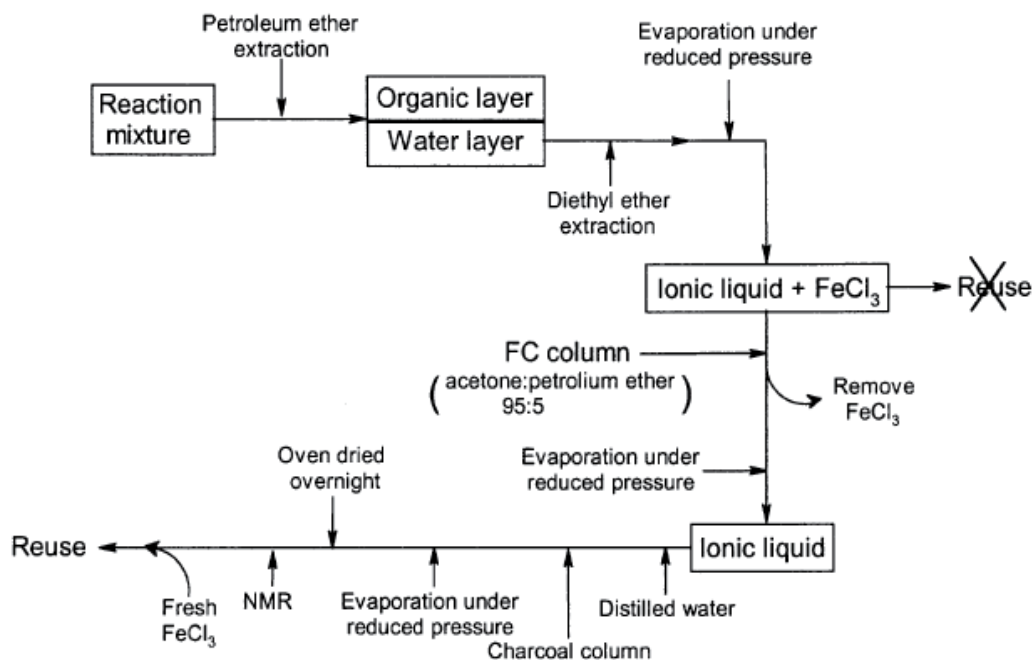 Petroleum ether
extraction
Evaporation under
reduced pressure
Reaction
mixture
Organic layer
Water layer
Diethyl ether
extraction
Ionic liquid + FeCl₃
Reuse
FC column
(acetone:petrolium ether
95:5)
Remove
FeCl₃
Evaporation under
reduced pressure
Oven dried
overnight
Reuse
Ionic liquid
Fresh
FeCl₃
NMR
Evaporation under
reduced pressure
Charcoal column
Distilled water